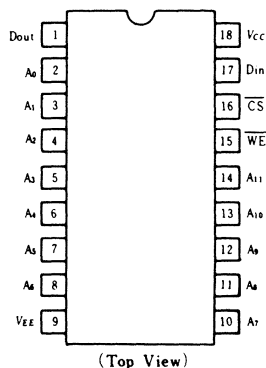 Dout 1 18 VCC
A0 2 17 Din
A1 3 16 CS
A2 4 15 WE
A3 5 14 A11
A4 6 13 A10
A5 7 12 A9
A6 8 11 A8
VEE 9 10 A7
(Top View)